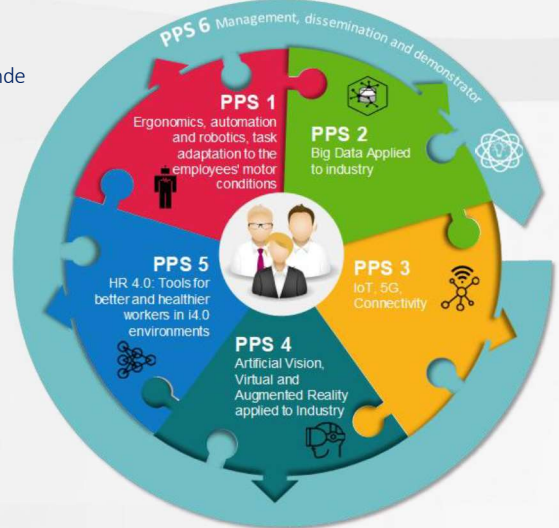 PPS 6 Management, dissemination and demonstrator
nde
PPS 1
Ergonomics, automation
and robotics, task
adaptation to the
employees' motor
conditions
PPS 2
Big Data Applied
to industry
PPS 3
IoT, 5G,
Connectivity
PPS 4
Artificial Vision,
Virtual and
Augmented Reality
applied to Industry
PPS 5
HR 4.0: Tools for
better and healthier
workers in i4.0
environments